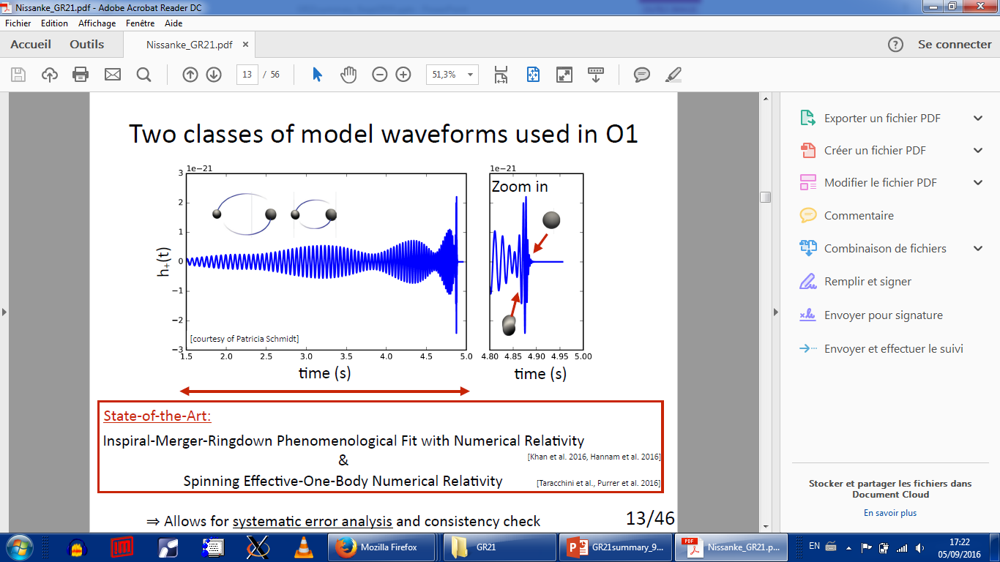 Nissanke_GR21.pdf - Adobe Acrobat Reader DC
Fichier Edition Affichage Fenêtre Aide
Accueil Outils Nissanke_GR21.pdf × ? Se connecter
13 / 56 51,3%
Two classes of model waveforms used in O1
1e−21
3
2
1
0
−1
−2
−3
h+(t)
[courtesy of Patricia Schmidt]
1.5 2.0 2.5 3.0 3.5 4.0 4.5 5.0
time (s)
1e−21
Zoom in
4.80 4.85 4.90 4.95 5.00
time (s)
State-of-the-Art:
Inspiral-Merger-Ringdown Phenomenological Fit with Numerical Relativity
[Khan et al. 2016, Hannam et al. 2016]
&
Spinning Effective-One-Body Numerical Relativity [Taracchini et al., Purrer et al. 2016]
⇒ Allows for systematic error analysis and consistency check
13/46
Exporter un fichier PDF
Créer un fichier PDF
Modifier le fichier PDF
Commentaire
Combinaison de fichiers
Remplir et signer
Envoyer pour signature
Envoyer et effectuer le suivi
Stocker et partager les fichiers dans
Document Cloud
En savoir plus
Mozilla Firefox GR21 GR21summary_9... Nissanke_GR21.p... EN 17:22
05/09/2016